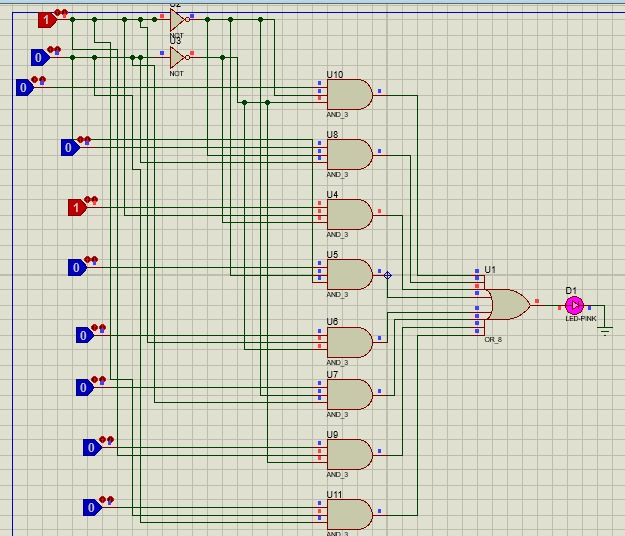 U2
1
NOT
U3
0
NOT
0
U10
AND_3
0
U8
AND_3
1
U4
AND_3
0
U5
AND_3
U1
OR_8
D1
LED-PINK
0
U6
AND_3
0
U7
AND_3
0
U9
AND_3
0
U11
AND_3